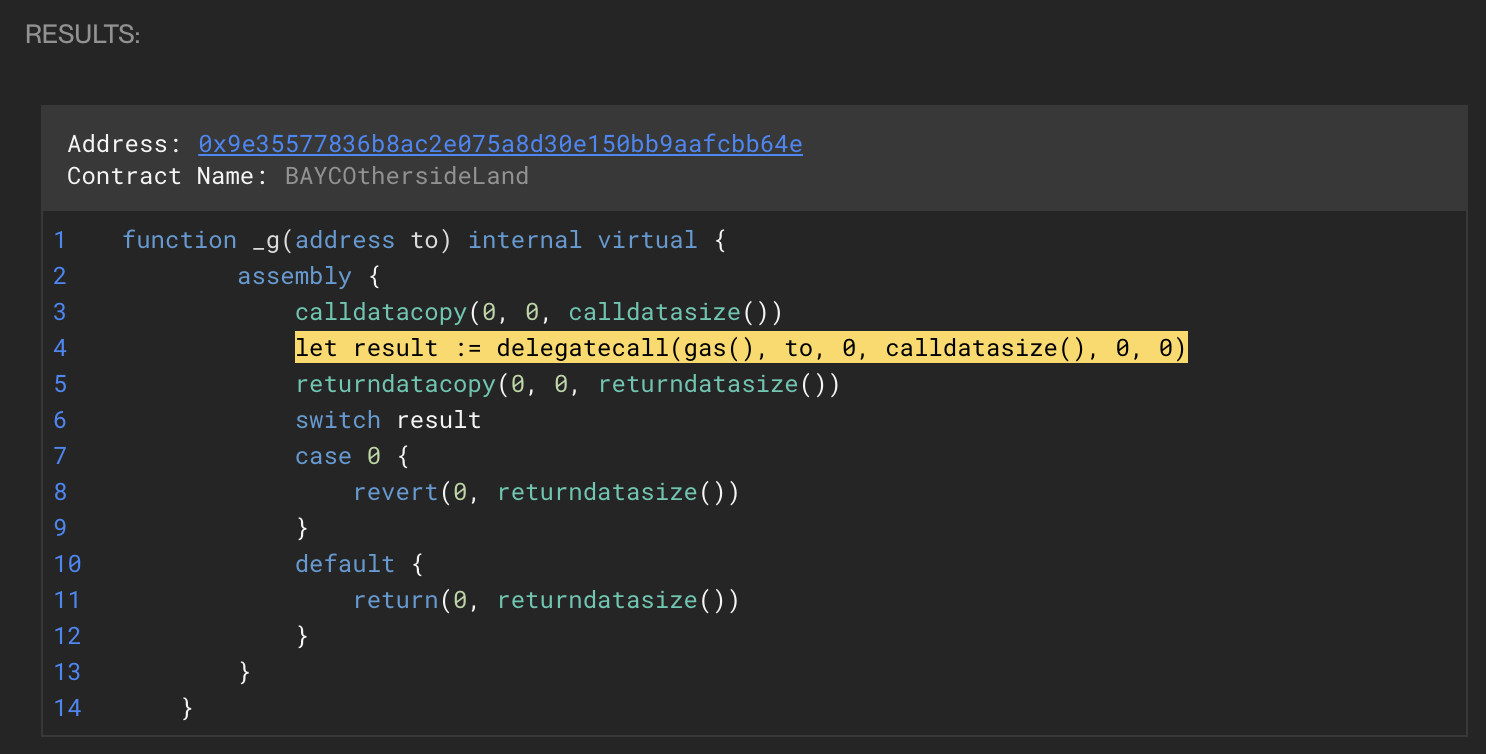 RESULTS:
Address: 0x9e35577836b8ac2e075a8d30e150bb9aafcbb64e
Contract Name: BAYCOthersideLand
1 function _g(address to) internal virtual {
2 assembly {
3 calldatacopy(0, 0, calldatasize())
4 let result := delegatecall(gas(), to, 0, calldatasize(), 0, 0)
5 returndatacopy(0, 0, returndatasize())
6 switch result
7 case 0 {
8 revert(0, returndatasize())
9 }
10 default {
11 return(0, returndatasize())
12 }
13 }
14 }